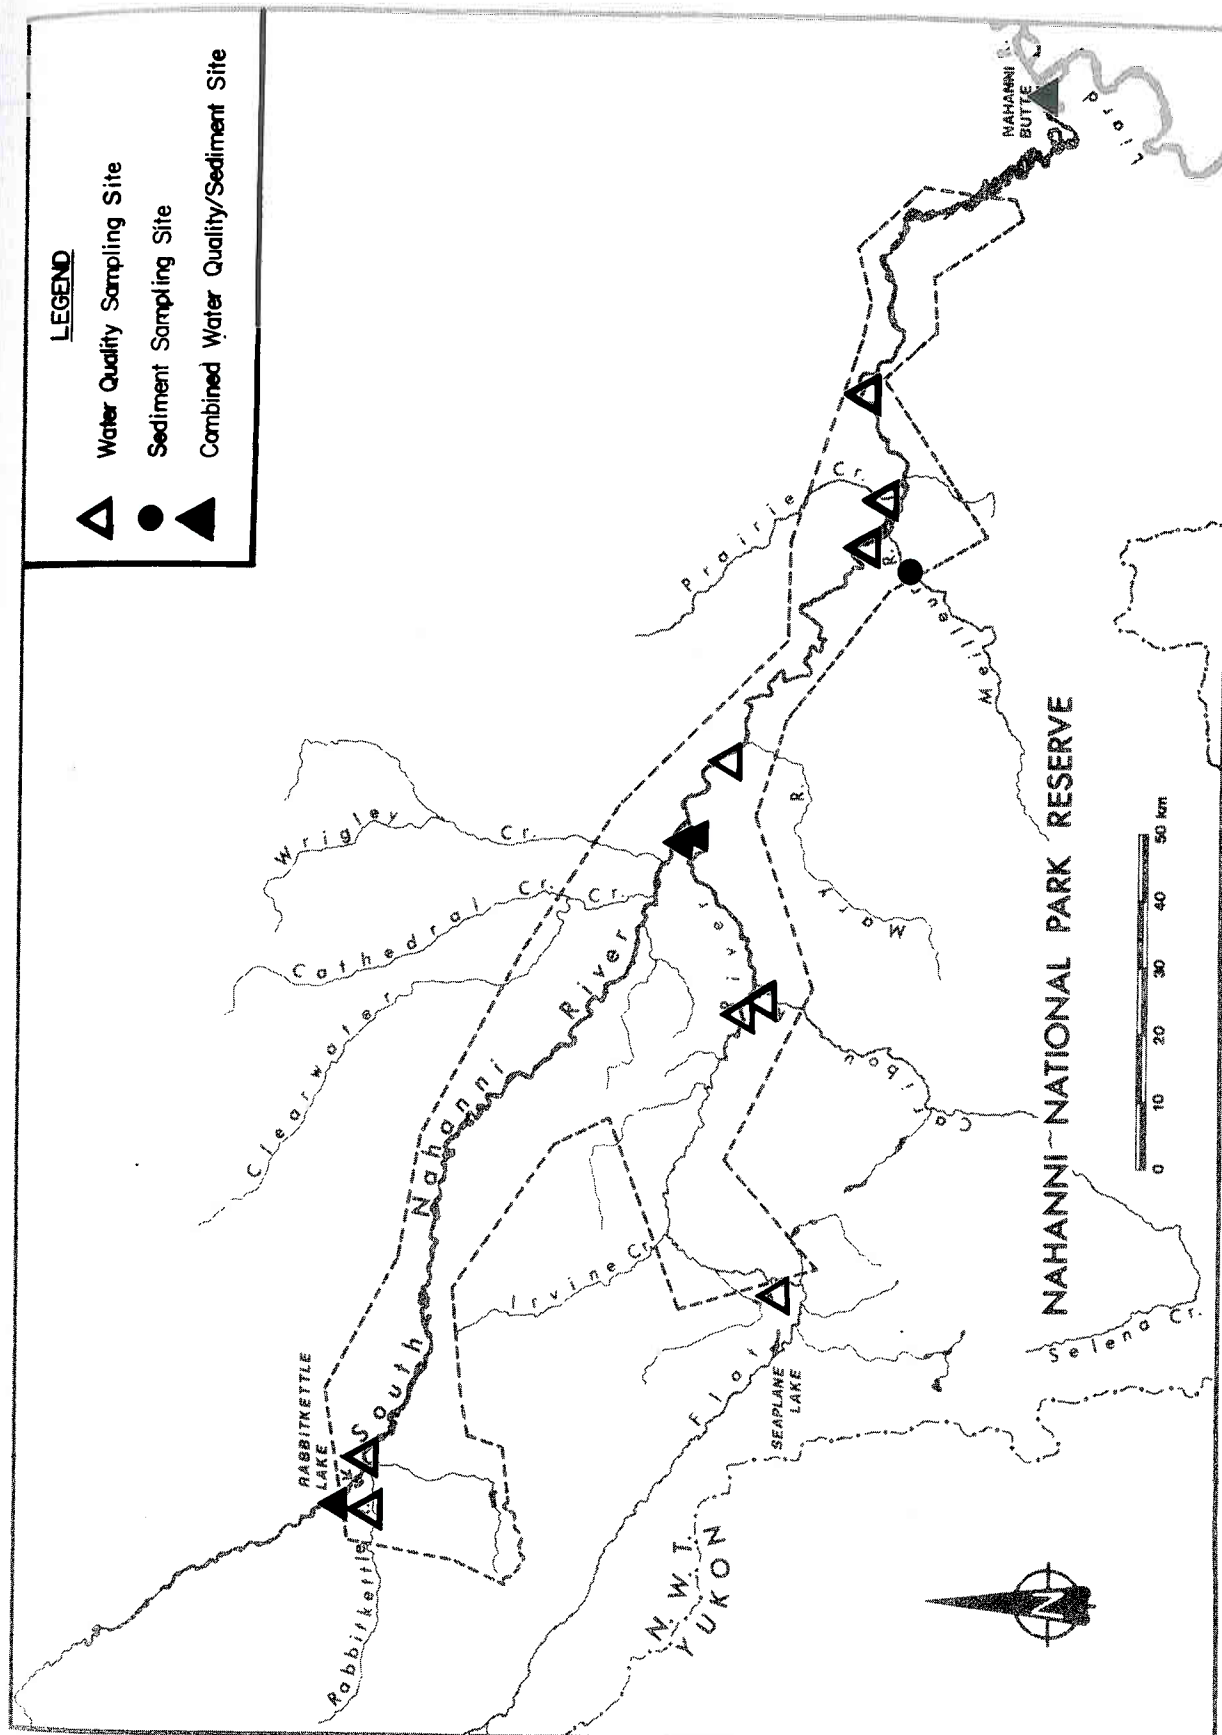 LEGEND
Water Quality Sampling Site
Sediment Sampling Site
Combined Water Quality/Sediment Site
NAHANNI
BUTTE
Liard
R.
Prairie
Cr.
R.
Meilleur
Wrigley
Cr.
Cathedral
Cr.
Clearwater
Cr.
Mary
R.
South Nahanni River
Flat
River
Caribou
Ca
Irvine Cr.
RABBITKETTLE
LAKE
Rabbitkettle
R.
SEAPLANE
LAKE
Selena Cr.
N.W.T.
YUKON
N
NAHANNI NATIONAL PARK RESERVE
0 10 20 30 40 50 km